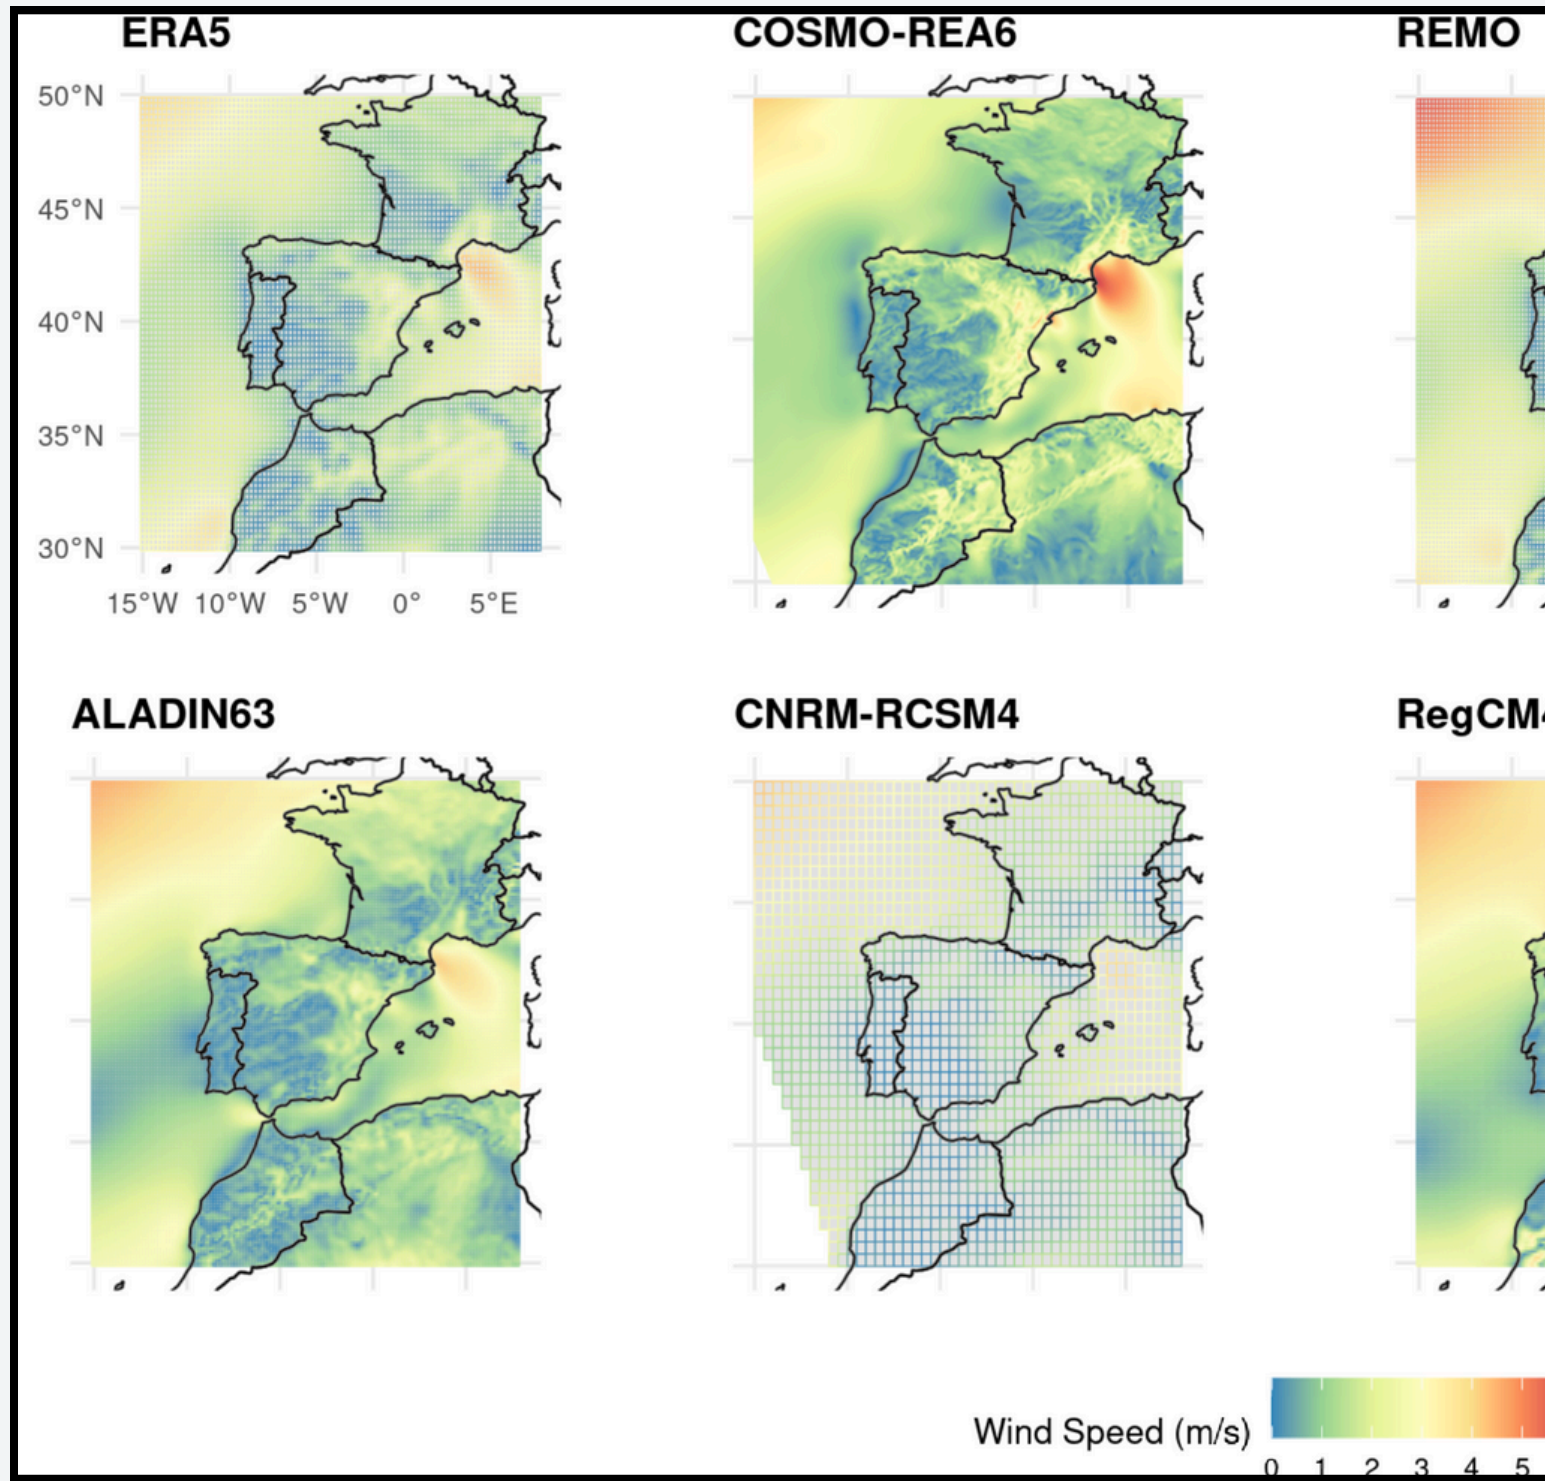 ERA5
COSMO-REA6
REMO
50°N
45°N
40°N
35°N
30°N
15°W 10°W 5°W 0° 5°E
ALADIN63
CNRM-RCSM4
RegCM4
Wind Speed (m/s)
0 1 2 3 4 5